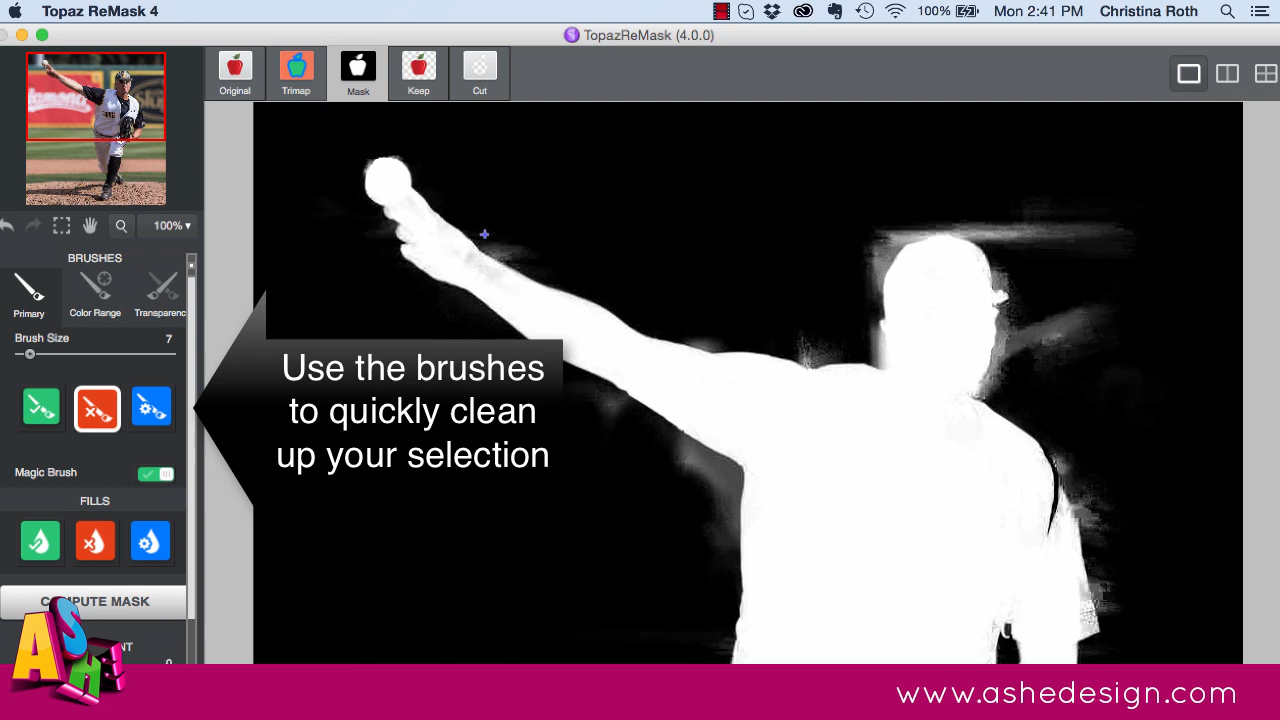 Topaz ReMask 4
100%
Mon 2:41 PM
Christina Roth
TopazReMask (4.0.0)
Original
Trimap
Mask
Keep
Cut
100%
BRUSHES
Primary
Color Range
Transparenc
Brush Size
7
Use the brushes
to quickly clean
up your selection
Magic Brush
FILLS
ASHE
www.ashedesign.com